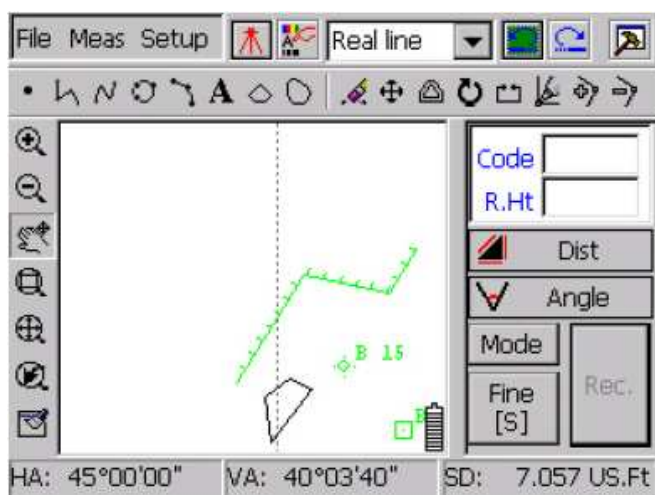 File Meas Setup Real line
A
Code
R.Ht
Dist
Angle
Mode
Fine
[S]
Rec.
B 15
HA: 45°00'00" VA: 40°03'40" SD: 7.057 US.Ft